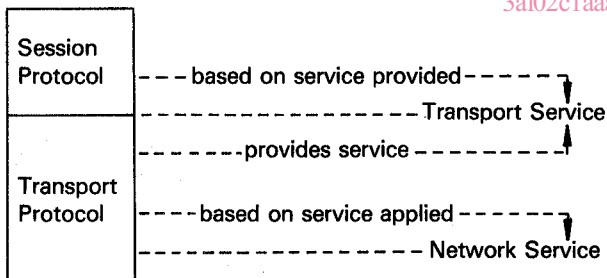 Session
Protocol
based on service provided
Transport Service
provides service
Transport
Protocol
based on service applied
Network Service